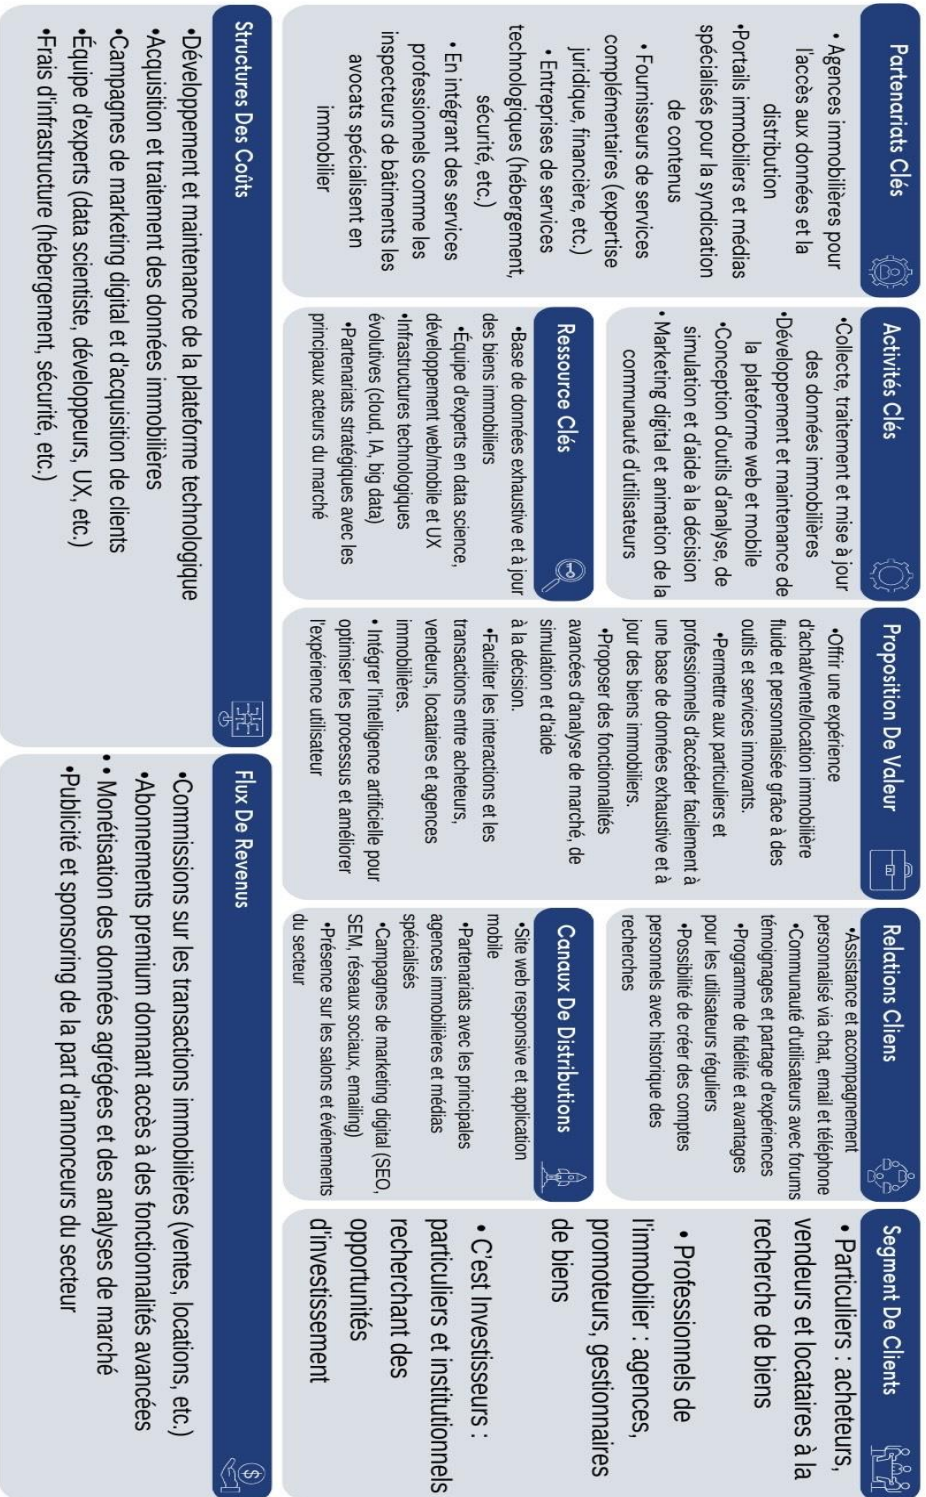 Partenariats Clés
• Agences immobilières pour
l'accès aux données et la
distribution
•Portails immobiliers et médias
spécialisés pour la syndication
de contenus
• Fournisseurs de services
complémentaires (expertise
juridique, financière, etc.)
• Entreprises de services
technologiques (hébergement,
sécurité, etc.)
• En intégrant des services
professionnels comme les
inspecteurs de bâtiments les
avocats spécialisent en
immobilier
Activités Clés
•Collecte, traitement et mise à jour
des données immobilières
•Développement et maintenance de
la plateforme web et mobile
•Conception d'outils d'analyse, de
simulation et d'aide à la décision
• Marketing digital et animation de la
communauté d'utilisateurs
Ressource Clés
•Base de données exhaustive et à jour
des biens immobiliers
•Équipe d'experts en data science,
développement web/mobile et UX
•Infrastructures technologiques
évolutives (cloud, IA, big data)
•Partenariats stratégiques avec les
principaux acteurs du marché
Proposition De Valeur
•Offrir une expérience
d'achat/vente/location immobilière
fluide et personnalisée grâce à des
outils et services innovants.
•Permettre aux particuliers et
professionnels d'accéder facilement à
une base de données exhaustive et à
jour des biens immobiliers.
•Proposer des fonctionnalités
avancées d'analyse de marché, de
simulation et d'aide
à la décision.
•Faciliter les interactions et les
transactions entre acheteurs,
vendeurs, locataires et agences
immobilières.
• Intégrer l'intelligence artificielle pour
optimiser les processus et améliorer
l'expérience utilisateur
Relations Cliens
•Assistance et accompagnement
personnalisé via chat, email et téléphone
•Communauté d'utilisateurs avec forums
témoignages et partage d'expériences
•Programme de fidélité et avantages
pour les utilisateurs réguliers
•Possibilité de créer des comptes
personnels avec historique des
recherches
Canaux De Distributions
•Site web responsive et application
mobile
•Partenariats avec les principales
agences immobilières et médias
spécialisés
•Campagnes de marketing digital (SEO,
SEM, réseaux sociaux, emailing)
•Présence sur les salons et événements
du secteur
Segment De Clients
• Particuliers : acheteurs,
vendeurs et locataires à la
recherche de biens
• Professionnels de
l'immobilier : agences,
promoteurs, gestionnaires
de biens
• C'est Investisseurs :
particuliers et institutionnels
recherchant des
opportunités
d'investissement
Structures Des Coûts
•Développement et maintenance de la plateforme technologique
•Acquisition et traitement des données immobilières
•Campagnes de marketing digital et d'acquisition de clients
•Équipe d'experts (data scientiste, développeurs, UX, etc.)
•Frais d'infrastructure (hébergement, sécurité, etc.)
Flux De Revenus
•Commissions sur les transactions immobilières (ventes, locations, etc.)
•Abonnements premium donnant accès à des fonctionnalités avancées
• • Monétisation des données agrégées et des analyses de marché
•Publicité et sponsoring de la part d'annonceurs du secteur